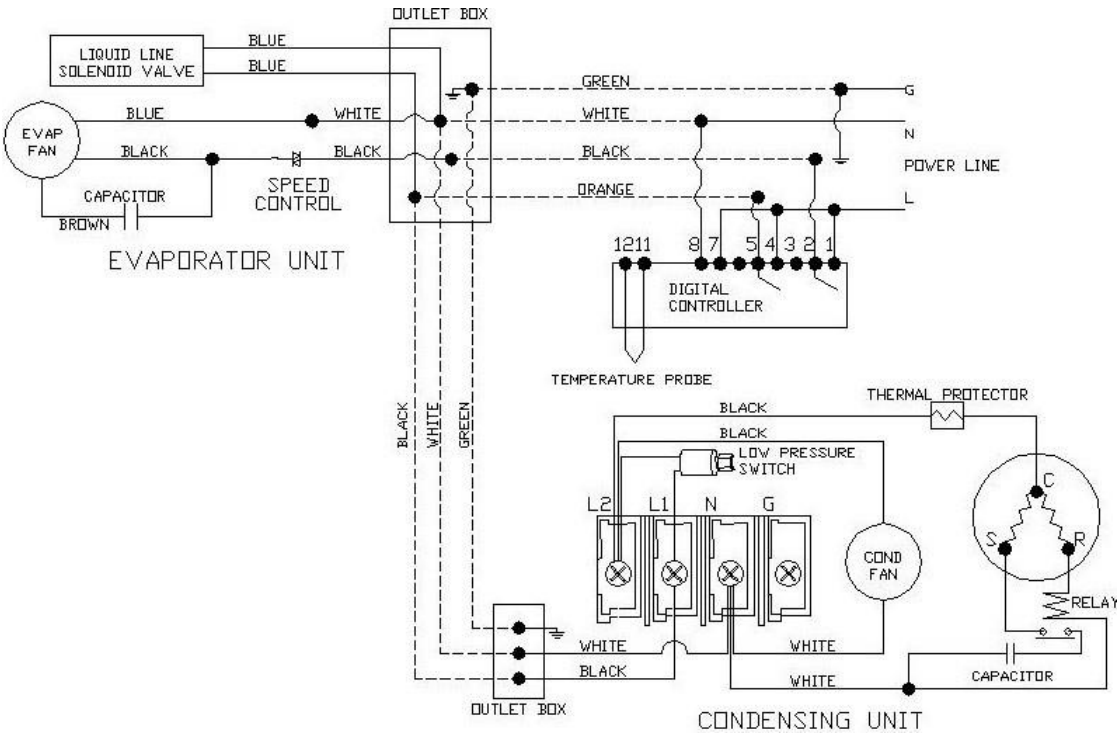 OUTLET BOX
LIQUID LINE
SOLENOID VALVE
BLUE
BLUE
GREEN
G
EVAP
FAN
BLUE
WHITE
WHITE
N
BLACK
BLACK
BLACK
POWER LINE
SPEED
CONTROL
CAPACITOR
BROWN
ORANGE
L
EVAPORATOR UNIT
12 11 8 7 5 4 3 2 1
DIGITAL
CONTROLLER
TEMPERATURE PROBE
BLACK
WHITE
GREEN
BLACK
THERMAL PROTECTOR
BLACK
LOW PRESSURE
SWITCH
L2 L1 N G
C
S
R
COND
FAN
RELAY
WHITE
WHITE
BLACK
WHITE
CAPACITOR
OUTLET BOX
CONDENSING UNIT